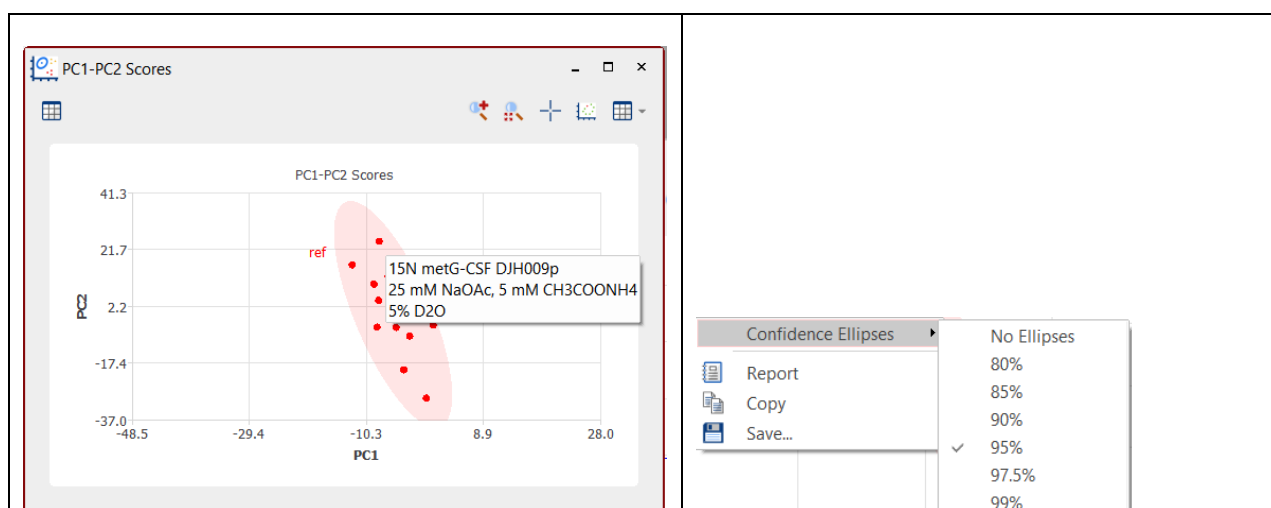 PC1-PC2 Scores
PC1-PC2 Scores
41.3
21.7
2.2
-17.4
-37.0
PC2
ref
15N metG-CSF DJH009p
25 mM NaOAc, 5 mM CH3COONH4
5% D2O
-48.5 -29.4 -10.3 8.9 28.0
PC1
Confidence Ellipses
Report
Copy
Save...
No Ellipses
80%
85%
90%
95%
97.5%
99%